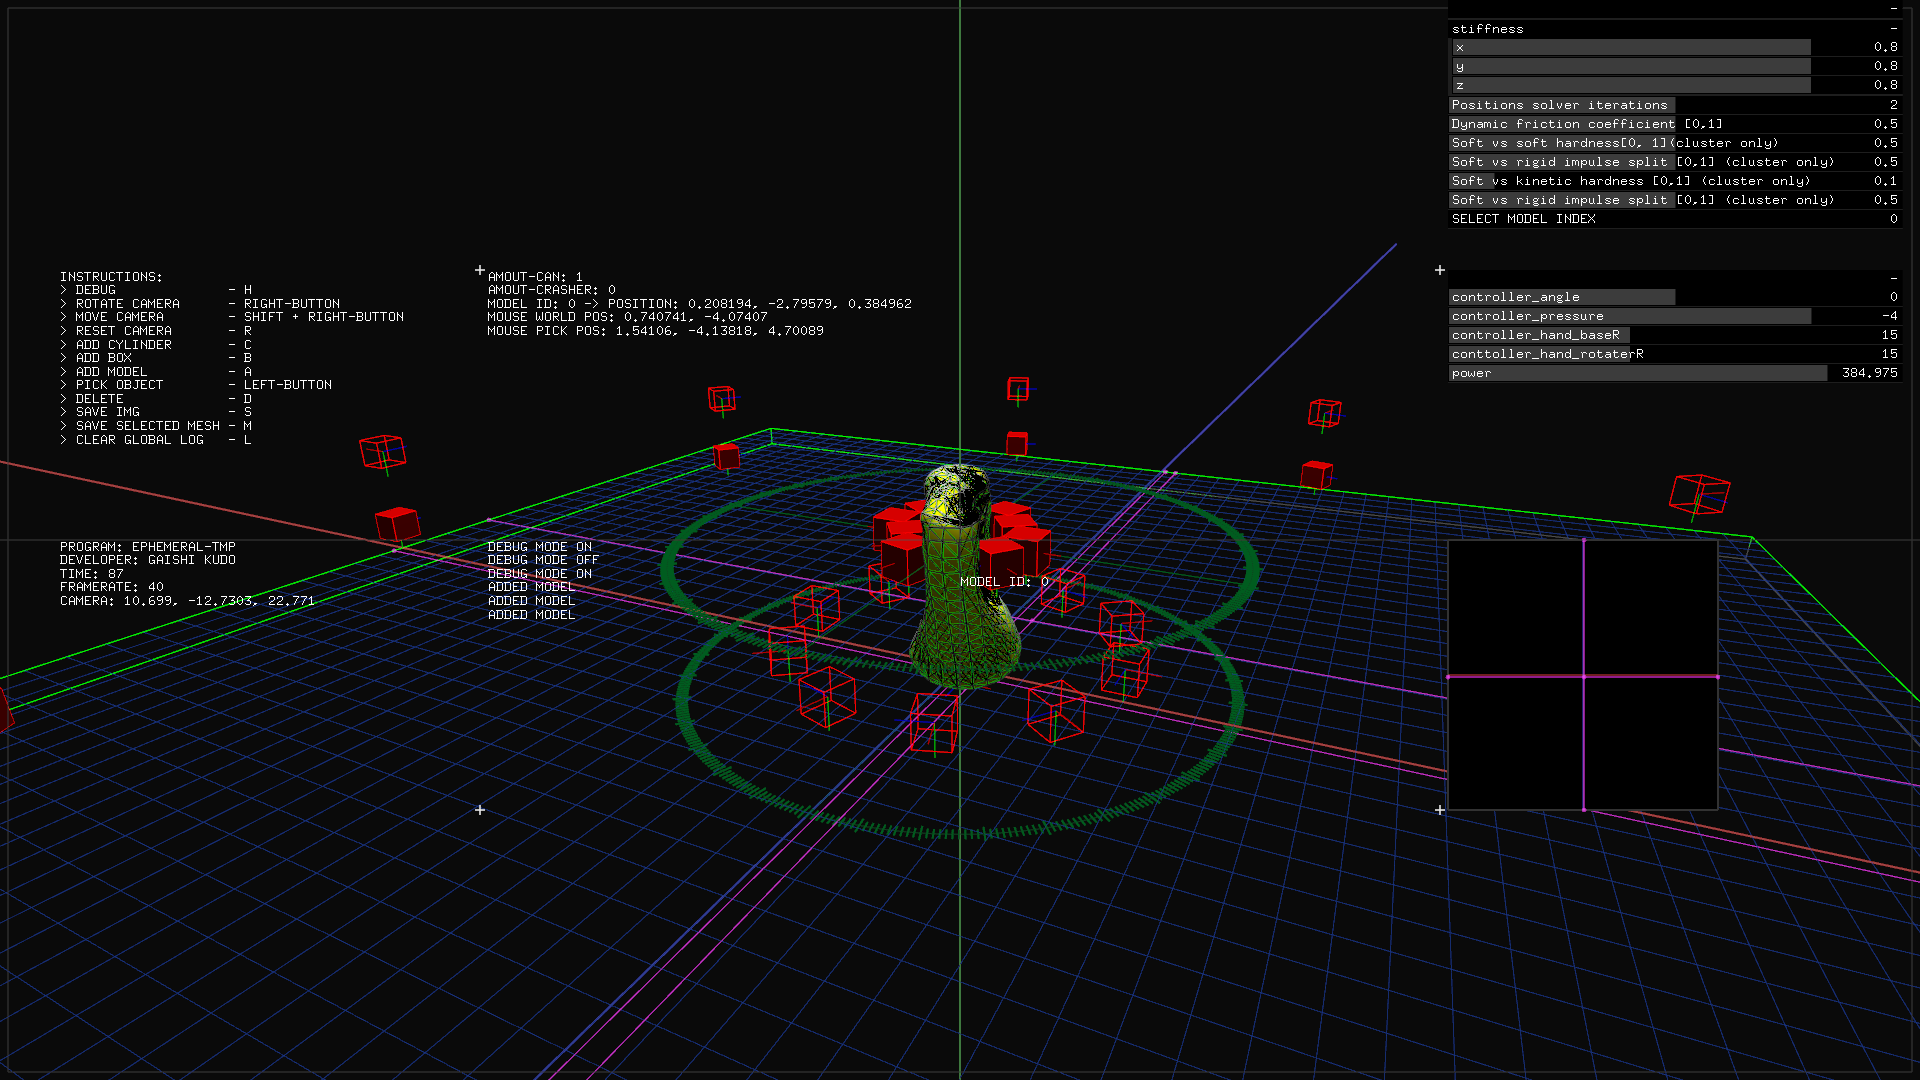 -
stiffness -
x 0.8
y 0.8
z 0.8
Positions solver iterations 2
Dynamic friction coefficient [0,1] 0.5
Soft vs soft hardness[0, 1](cluster only) 0.5
Soft vs rigid impulse split [0,1] (cluster only) 0.5
Soft vs kinetic hardness [0,1] (cluster only) 0.1
Soft vs rigid impulse split [0,1] (cluster only) 0.5
SELECT MODEL INDEX 0
-
controller_angle 0
controller_pressure -4
controller_hand_baseR 15
conttoller_hand_rotaterR 15
power 384.975
INSTRUCTIONS:
> DEBUG - H
> ROTATE CAMERA - RIGHT-BUTTON
> MOVE CAMERA - SHIFT + RIGHT-BUTTON
> RESET CAMERA - R
> ADD CYLINDER - C
> ADD BOX - B
> ADD MODEL - A
> PICK OBJECT - LEFT-BUTTON
> DELETE - D
> SAVE IMG - S
> SAVE SELECTED MESH - M
> CLEAR GLOBAL LOG - L
AMOUT-CAN: 1
AMOUT-CRASHER: 0
MODEL ID: 0 -> POSITION: 0.208194, -2.79579, 0.384962
MOUSE WORLD POS: 0.740741, -4.07407
MOUSE PICK POS: 1.54106, -4.13818, 4.70089
PROGRAM: EPHEMERAL-TMP
DEVELOPER: GAISHI KUDO
TIME: 87
FRAMERATE: 40
CAMERA: 10.699, -12.7303, 22.771
DEBUG MODE ON
DEBUG MODE OFF
DEBUG MODE ON
ADDED MODEL
ADDED MODEL
ADDED MODEL
MODEL ID: 0